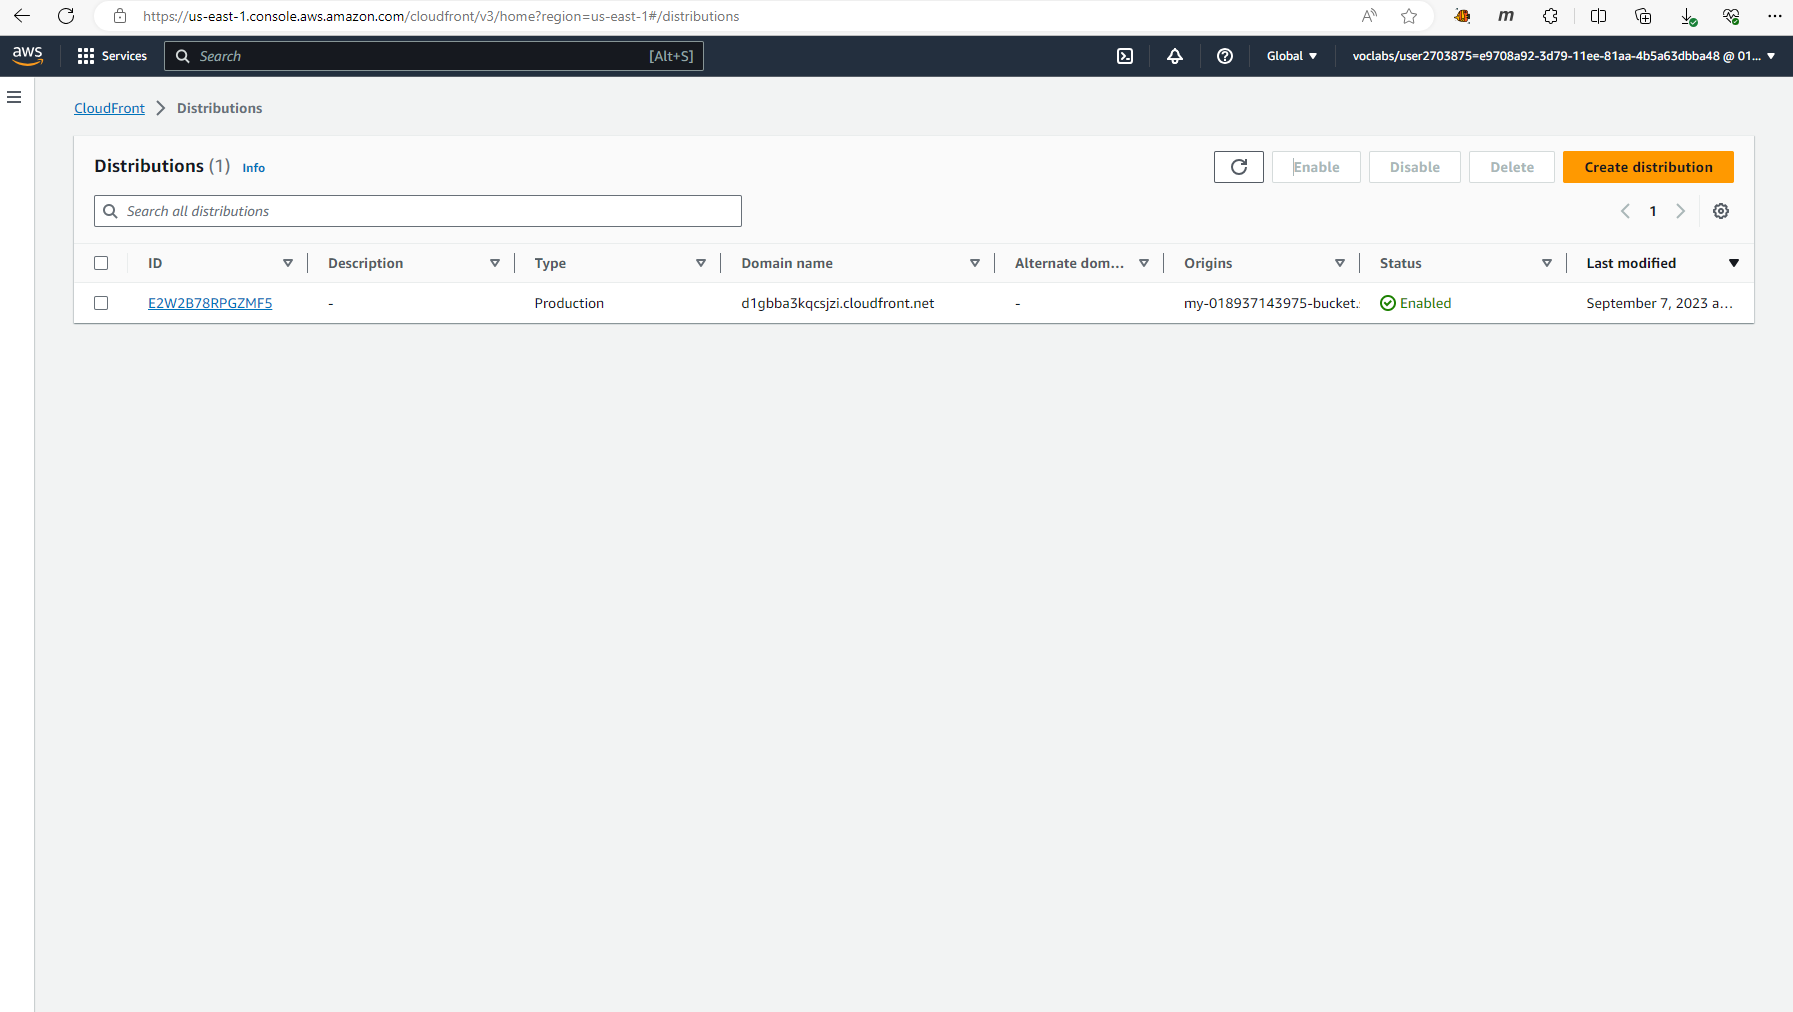 https://us-east-1.console.aws.amazon.com/cloudfront/v3/home?region=us-east-1#/distributions
aws Services Search [Alt+S] Global voclabs/user2703875=e9708a92-3d79-11ee-81aa-4b5a63dbba48 @ 01...
CloudFront Distributions
Distributions (1) Info Enable Disable Delete Create distribution
Search all distributions 1
ID Description Type Domain name Alternate dom... Origins Status Last modified
E2W2B78RPGZMF5 - Production d1gbba3kqcsjzi.cloudfront.net - my-018937143975-bucket. Enabled September 7, 2023 a...